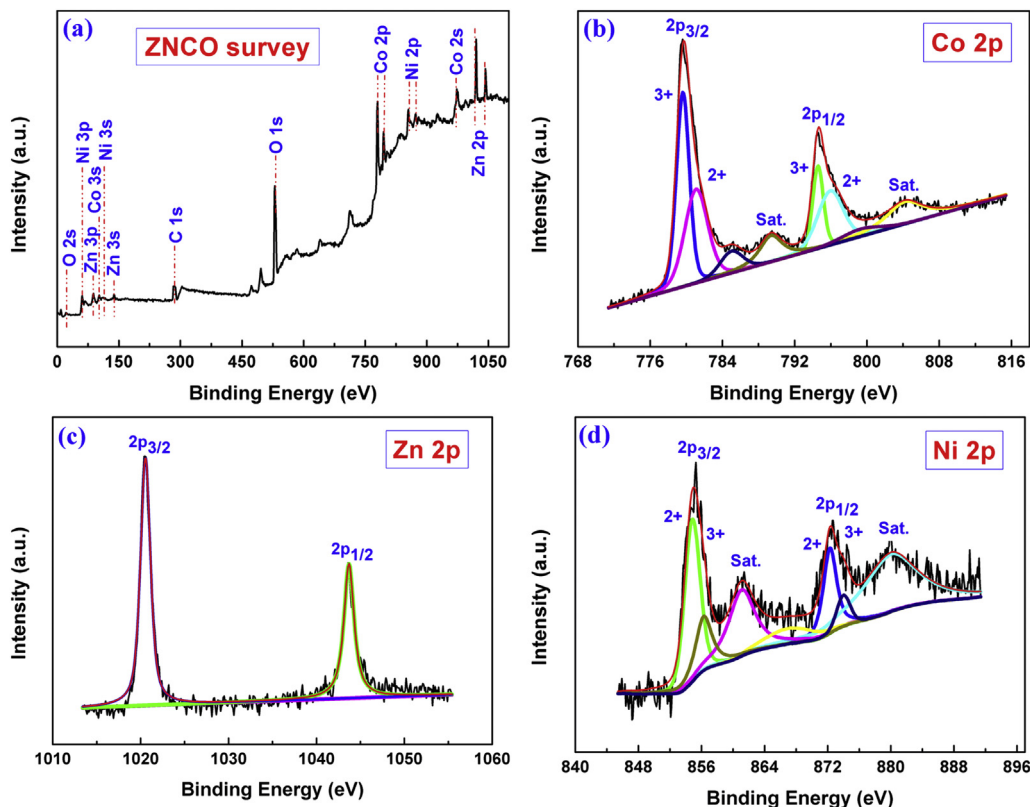 (a)
ZNCO survey
O 2s
Ni 3p
Zn 3p
Co 3s
Ni 3s
Zn 3s
C 1s
O 1s
Co 2p
Ni 2p
Co 2s
Zn 2p
Intensity (a.u.)
0 150 300 450 600 750 900 1050
Binding Energy (eV)
(b)
Co 2p
2p3/2
3+
2+
Sat.
2p1/2
3+
2+
Sat.
Intensity (a.u.)
768 776 784 792 800 808 816
Binding Energy (eV)
(c)
Zn 2p
2p3/2
2p1/2
Intensity (a.u.)
1010 1020 1030 1040 1050 1060
Binding Energy (eV)
(d)
Ni 2p
2p3/2
2+
3+
Sat.
2p1/2
2+
3+
Sat.
Intensity (a.u.)
840 848 856 864 872 880 888 896
Binding Energy (eV)